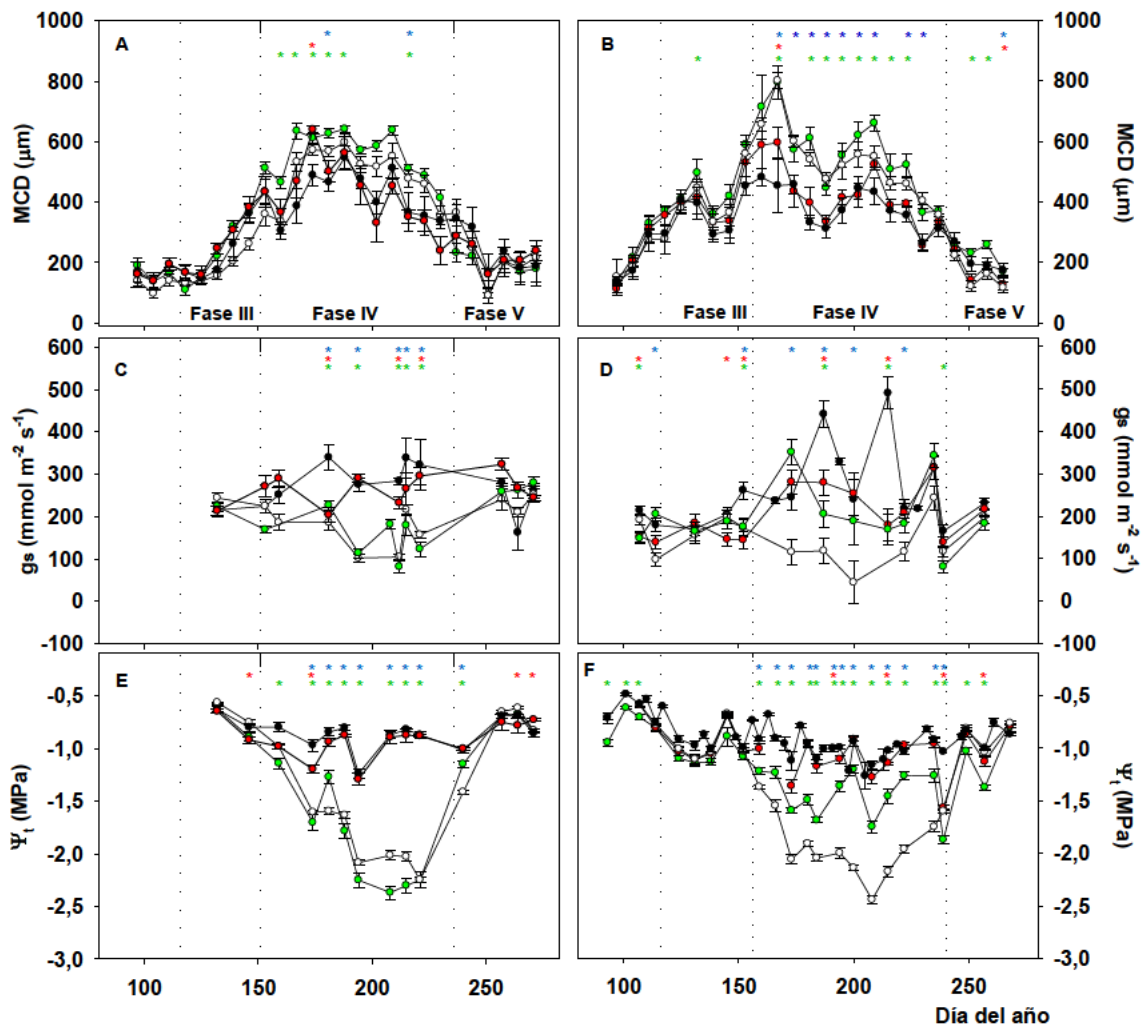 1000
800
600
400
200
0
MCD (µm)
A
Fase III
Fase IV
Fase V
B
Fase III
Fase IV
Fase V
1000
800
600
400
200
0
MCD (µm)
600
500
400
300
200
100
0
-100
gs (mmol m-2 s-1)
C
D
600
500
400
300
200
100
0
-100
gs (mmol m-2 s-1)
-0,5
-1,0
-1,5
-2,0
-2,5
-3,0
Ψt (MPa)
E
F
-0,5
-1,0
-1,5
-2,0
-2,5
-3,0
Ψt (MPa)
100
150
200
250
100
150
200
250
Día del año